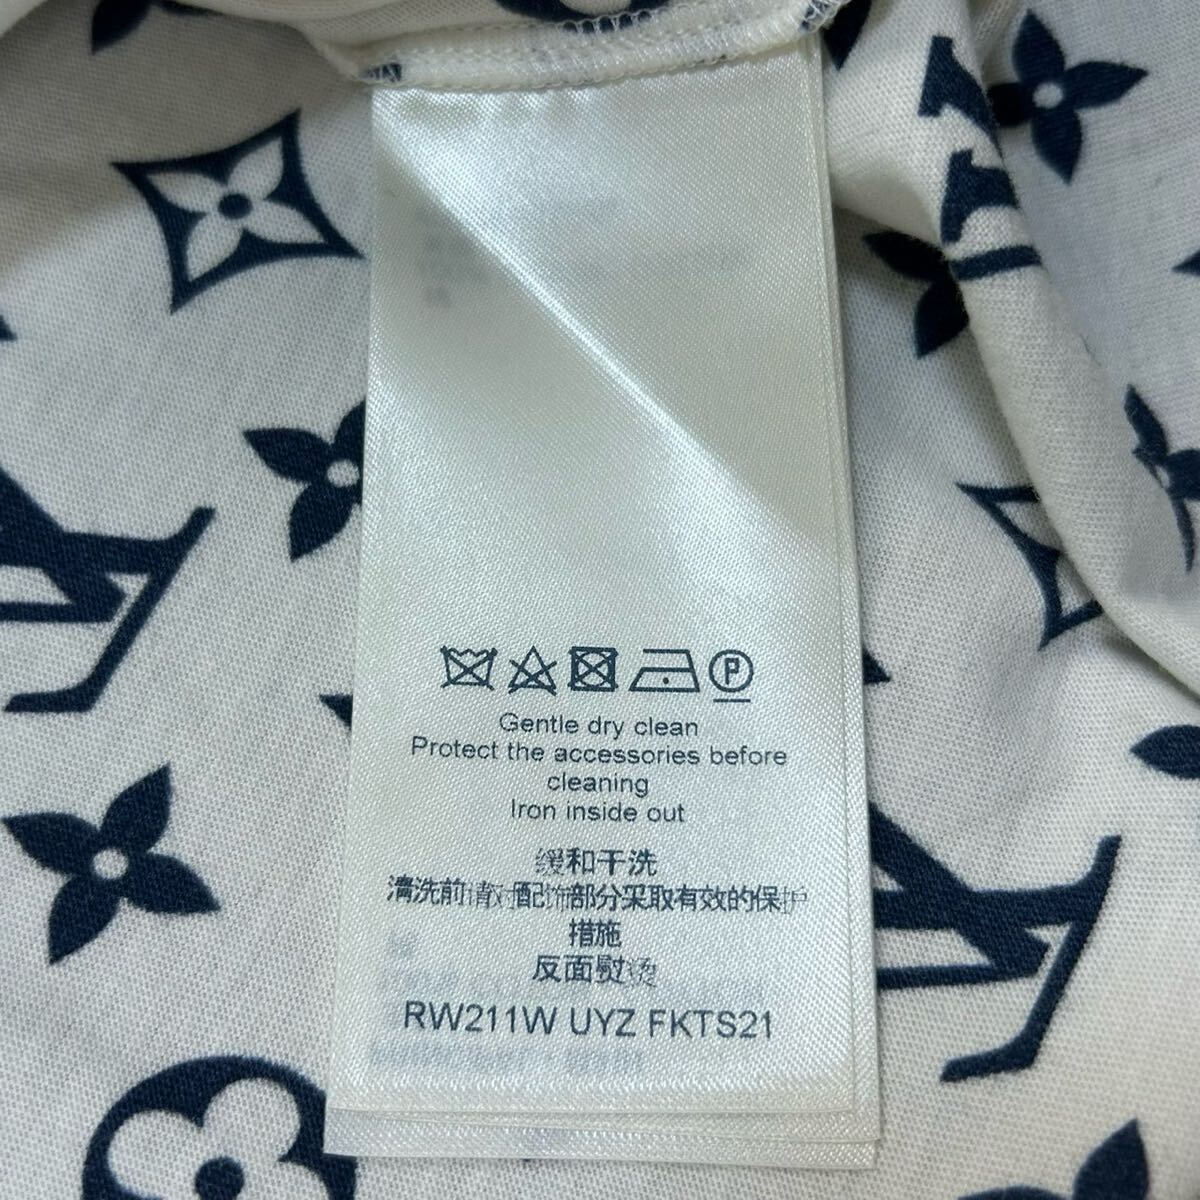 P
Gentle dry clean
Protect the accessories before
cleaning
Iron inside out
缓和干洗
清洗前请对配饰部分采取有效的保护
措施
反面熨烫
RW211W UYZ FKTS21